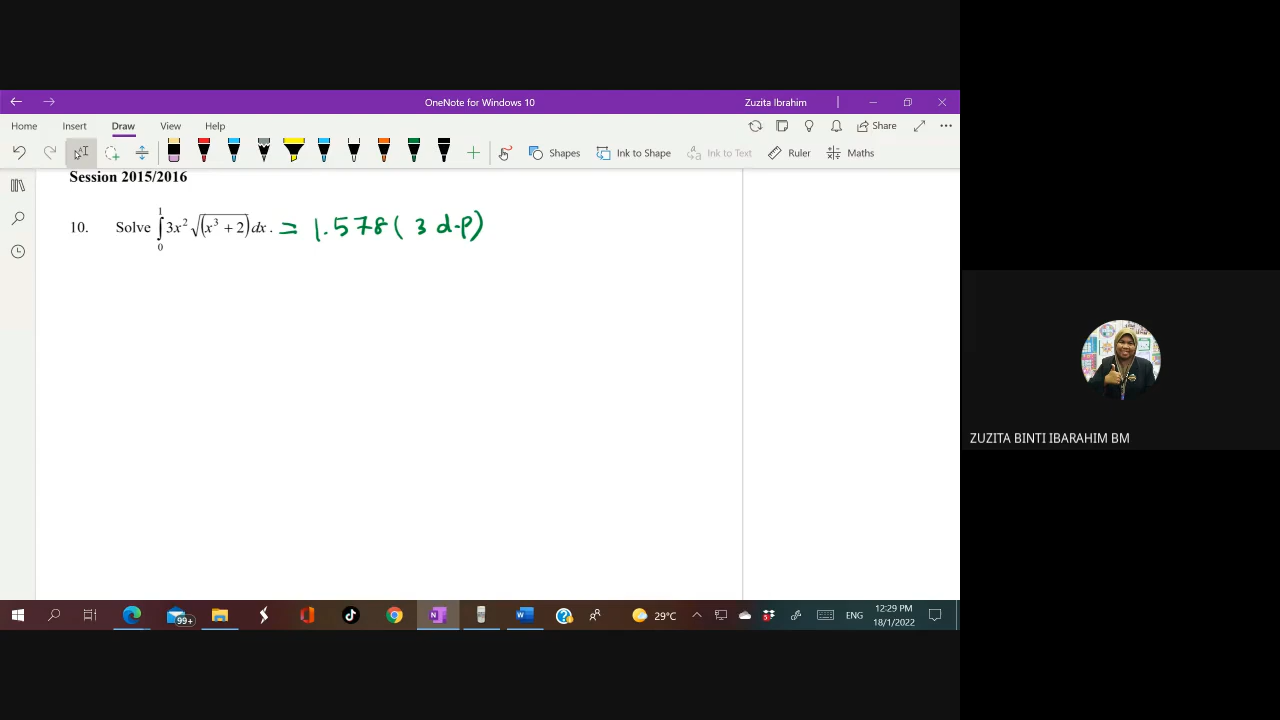 OneNote for Windows 10
Zuzita Ibrahim
Home Insert Draw View Help
Share
Shapes Ink to Shape Ink to Text Ruler Maths
Session 2015/2016
10. Solve ∫₀¹ 3x² √(x³ + 2) dx . = 1.578 ( 3 d.p)
ZUZITA BINTI IBARAHIM BM
99+
29°C
5
ENG
12:29 PM
18/1/2022